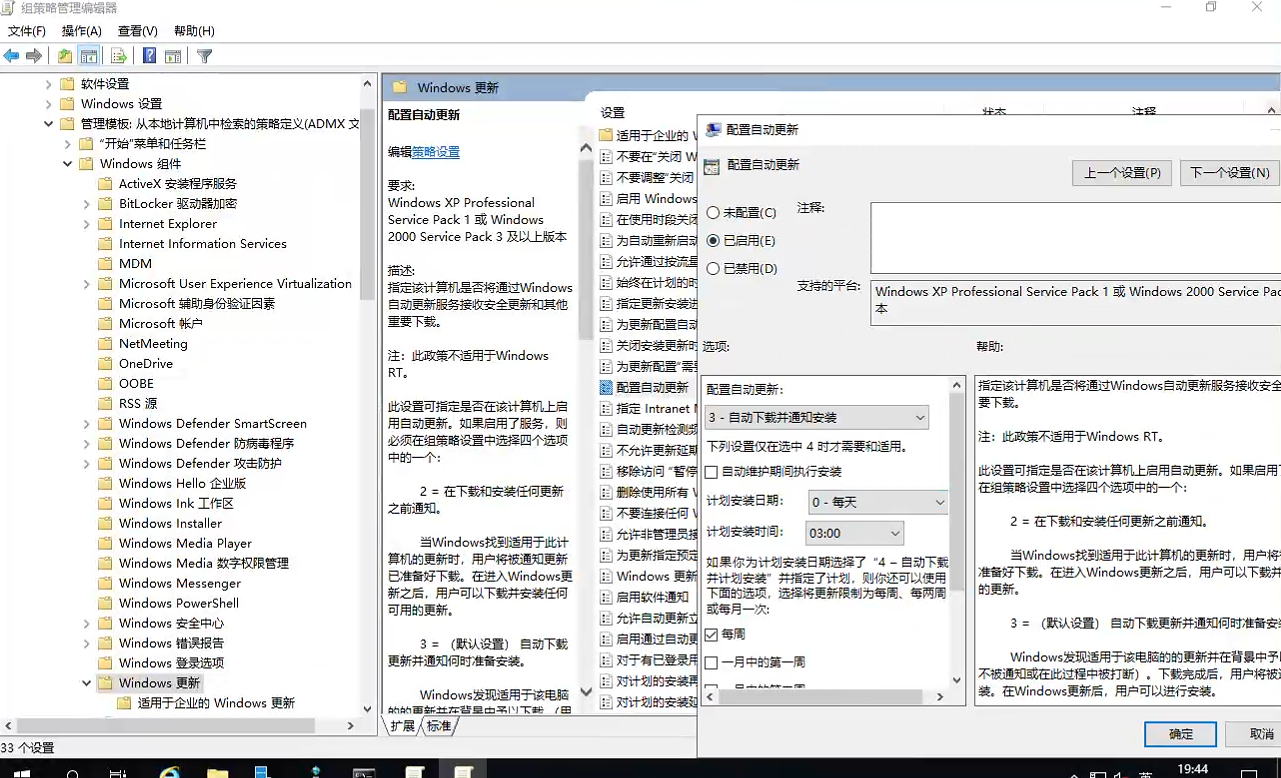 组策略管理编辑器
文件(F) 操作(A) 查看(V) 帮助(H)
软件设置
Windows 设置
管理模板: 从本地计算机中检索的策略定义(ADMX 文
“开始”菜单和任务栏
Windows 组件
ActiveX 安装程序服务
BitLocker 驱动器加密
Internet Explorer
Internet Information Services
MDM
Microsoft User Experience Virtualization
Microsoft 辅助身份验证因素
Microsoft 帐户
NetMeeting
OneDrive
OOBE
RSS 源
Windows Defender SmartScreen
Windows Defender 防病毒程序
Windows Defender 攻击防护
Windows Hello 企业版
Windows Ink 工作区
Windows Installer
Windows Media Player
Windows Media 数字权限管理
Windows Messenger
Windows PowerShell
Windows 安全中心
Windows 错误报告
Windows 登录选项
Windows 更新
适用于企业的 Windows 更新
33 个设置
Windows 更新
配置自动更新
编辑策略设置
要求:
Windows XP Professional
Service Pack 1 或 Windows
2000 Service Pack 3 及以上版本
描述:
指定该计算机是否将通过Windows
自动更新服务接收安全更新和其他
重要下载。
注：此政策不适用于Windows
RT。
此设置可指定是否在该计算机上启
用自动更新。如果启用了服务，则
必须在组策略设置中选择四个选项
中的一个：
2 = 在下载和安装任何更新
之前通知。
当Windows找到适用于此计
算机的更新时，用户将被通知更新
已准备好下载。在进入Windows更
新之后，用户可以下载并安装任何
可用的更新。
3 = （默认设置） 自动下载
更新并通知何时准备安装。
Windows发现适用于该电脑
的的更新并在背景中予以下载 （用
扩展 标准
设置 状态 注释
适用于企业的 W
不要在“关闭 W
不要调整“关闭
启用 Windows
在使用时段关闭
为自动重新启动
允许通过按流量
始终在计划的时
指定更新安装法
为更新配置自动
关闭安装更新时
为更新配置“需要
配置自动更新
指定 Intranet M
自动更新检测频
不允许更新延期
移除访问 “暂停
删除使用所有 W
不要连接任何 W
允许非管理员接
为更新指定预定
Windows 更新
启用软件通知
允许自动更新立
启用通过自动更
对于有已登录用
对计划的安装再
对计划的安装延
配置自动更新
配置自动更新
上一个设置(P) 下一个设置(N)
未配置(C)
已启用(E)
已禁用(D)
注释:
支持的平台:
Windows XP Professional Service Pack 1 或 Windows 2000 Service Pac
本
选项:
帮助:
配置自动更新:
3 - 自动下载并通知安装
下列设置仅在选中 4 时才需要和适用。
自动维护期间执行安装
计划安装日期: 0 - 每天
计划安装时间: 03:00
如果你为计划安装日期选择了 “4 – 自动下载
并计划安装” 并指定了计划，则你还可以使用
下面的选项，选择将更新限制为每周、每两周
或每月一次:
每周
一月中的第一周
一月中的第二周
指定该计算机是否将通过Windows自动更新服务接收安全
要下载。
注：此政策不适用于Windows RT。
此设置可指定是否在该计算机上启用自动更新。如果启用了
在组策略设置中选择四个选项中的一个：
2 = 在下载和安装任何更新之前通知。
当Windows找到适用于此计算机的更新时，用户将
准备好下载。在进入Windows更新之后，用户可以下载并
的更新。
3 = （默认设置） 自动下载更新并通知何时准备安
Windows发现适用于该电脑的的更新并在背景中予以
不被通知或在此过程中被打断）。下载完成后，用户将被通
装。在Windows更新后，用户可以进行安装。
确定 取消
英 19:44